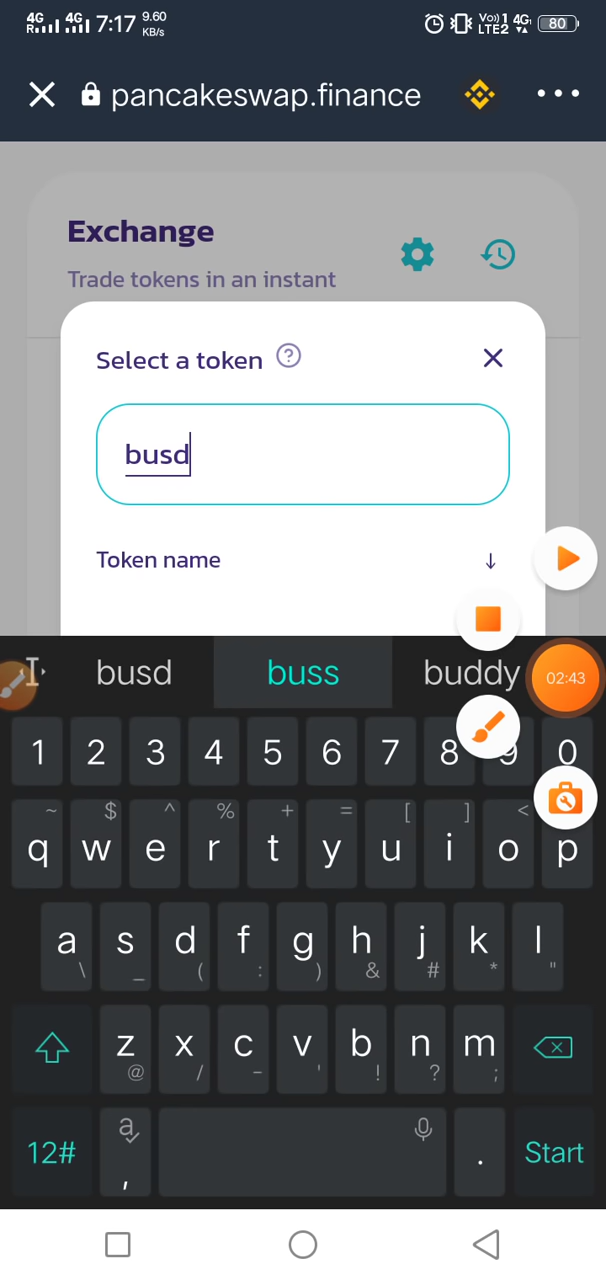 4G 4G 7:17 9.60 Vo)) 1 4G
R KB/s LTE2 80
pancakeswap.finance
Exchange
Trade tokens in an instant
Select a token ?
busd
Token name ↓
busd buss buddy 02:43
1 2 3 4 5 6 7 8 9 0
~ $ ^ % + = [ ] <
q w e r t y u i o p
a s d f g h j k l
\ _ ( : ) & # * "
z x c v b n m
@ / - ' ! ? ;
12# a , . Start